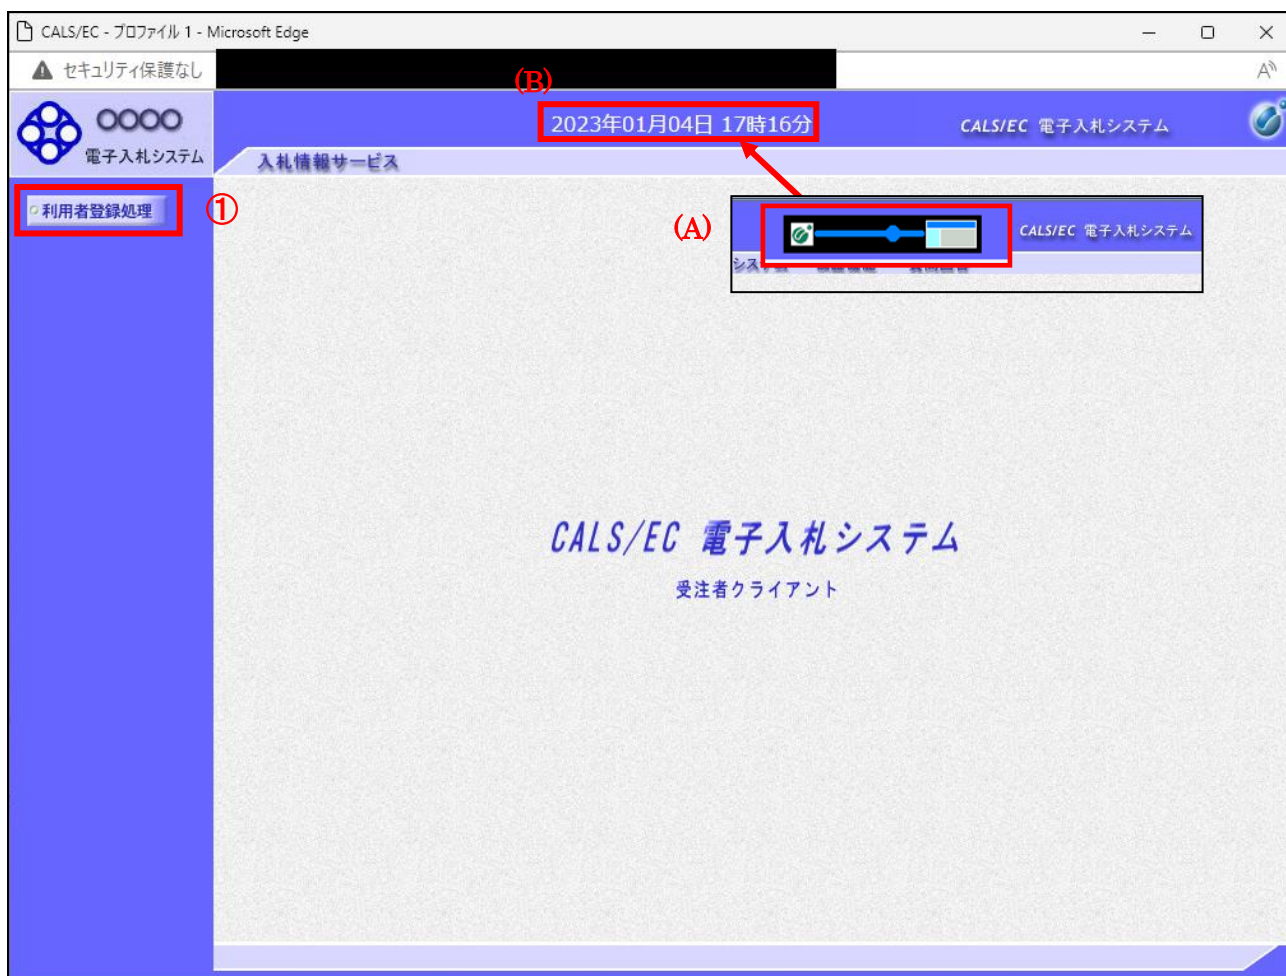 CALS/EC - プロファイル 1 - Microsoft Edge
セキュリティ保護なし
(B)
〇〇〇〇
電子入札システム
2023年01月04日 17時16分
CALS/EC 電子入札システム
入札情報サービス
利用者登録処理
①
(A)
CALS/EC 電子入札システム
CALS/EC 電子入札システム
受注者クライアント